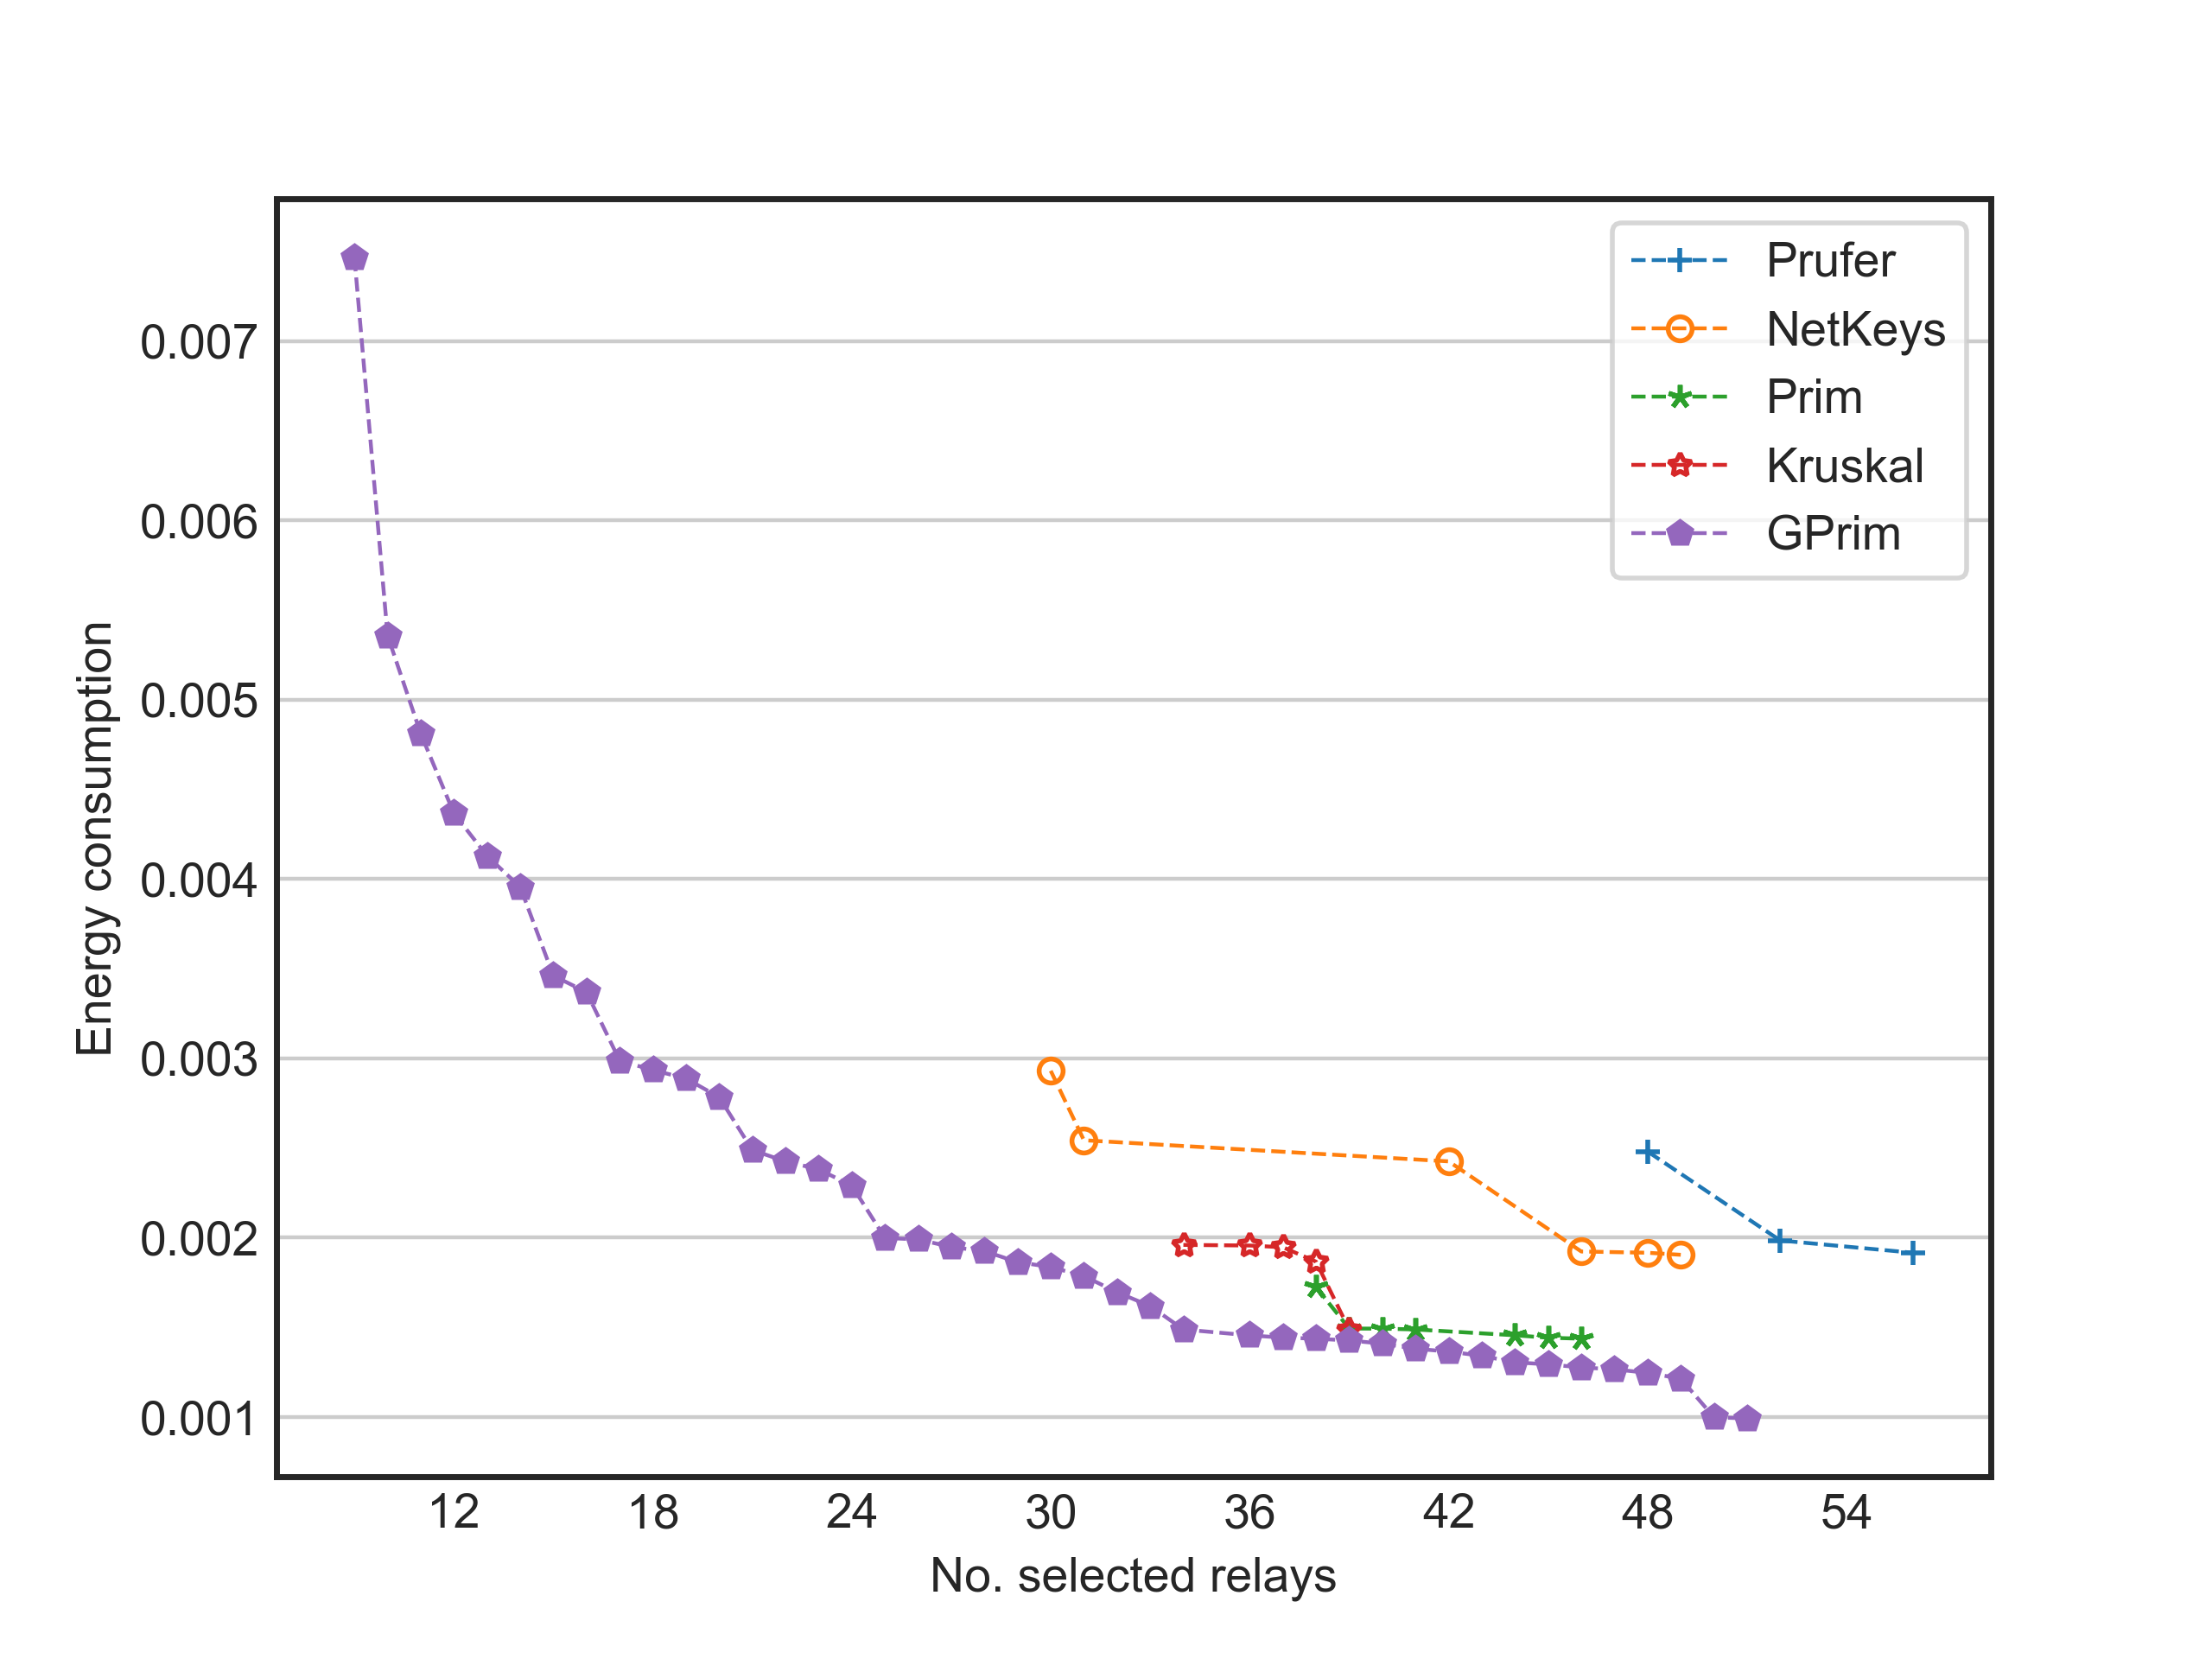 Prufer
NetKeys
Prim
Kruskal
GPrim
0.007
0.006
0.005
0.004
0.003
0.002
0.001
Energy consumption
12 18 24 30 36 42 48 54
No. selected relays